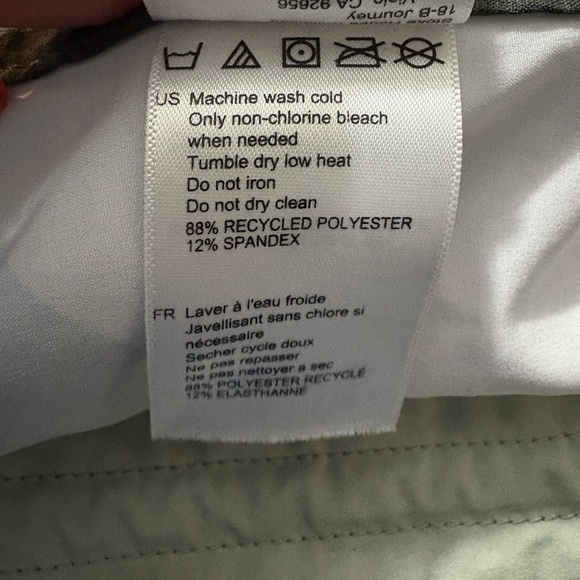 18-B Journey
CA 92656
US Machine wash cold
Only non-chlorine bleach
when needed
Tumble dry low heat
Do not iron
Do not dry clean
88% RECYCLED POLYESTER
12% SPANDEX
FR Laver à l'eau froide
Javellisant sans chlore si
nécessaire
Secher cycle doux
Ne pas repasser
Ne pas nettoyer a sec
88% POLYESTER RECYCLÉ
12% ELASTHANNE